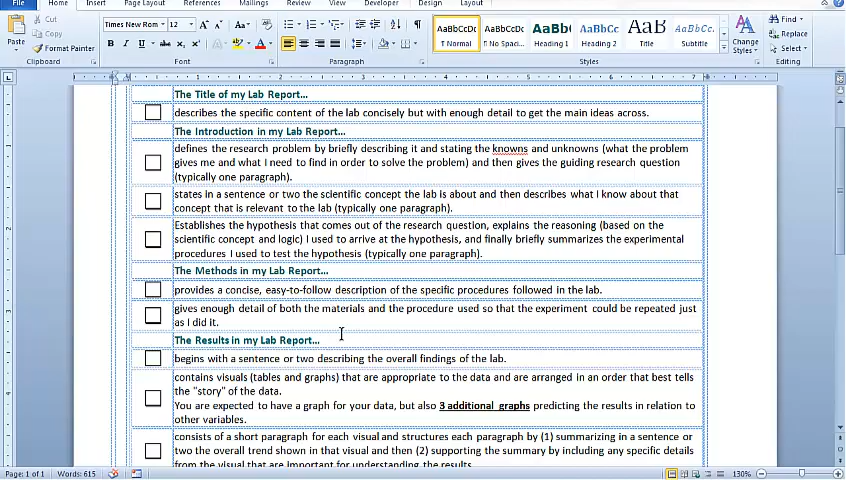 File Home Insert Page Layout References Mailings Review View Developer Layout
Cut
Copy
Format Painter
Paste
Clipboard
Times New Rom 12
Font
Paragraph
AaBbCcDc AaBbCcDc AaBbC AaBbCc AaB AaBbCc.
¶ Normal ¶ No Spaci... Heading 1 Heading 2 Title Subtitle
Styles
Change Styles
Find
Replace
Select
Editing
The Title of my Lab Report...
describes the specific content of the lab concisely but with enough detail to get the main ideas across.
The Introduction in my Lab Report...
defines the research problem by briefly describing it and stating the knowns and unknowns (what the problem
gives me and what I need to find in order to solve the problem) and then gives the guiding research question
(typically one paragraph).
states in a sentence or two the scientific concept the lab is about and then describes what I know about that
concept that is relevant to the lab (typically one paragraph).
Establishes the hypothesis that comes out of the research question, explains the reasoning (based on the
scientific concept and logic) I used to arrive at the hypothesis, and finally briefly summarizes the experimental
procedures I used to test the hypothesis (typically one paragraph).
The Methods in my Lab Report...
provides a concise, easy-to-follow description of the specific procedures followed in the lab.
gives enough detail of both the materials and the procedure used so that the experiment could be repeated just
as I did it.
The Results in my Lab Report...
begins with a sentence or two describing the overall findings of the lab.
contains visuals (tables and graphs) that are appropriate to the data and are arranged in an order that best tells
the "story" of the data.
You are expected to have a graph for your data, but also 3 additional graphs predicting the results in relation to
other variables.
consists of a short paragraph for each visual and structures each paragraph by (1) summarizing in a sentence or
two the overall trend shown in that visual and then (2) supporting the summary by including any specific details
from the visual that are important for understanding the results.
Page: 1 of 1 Words: 615 130%